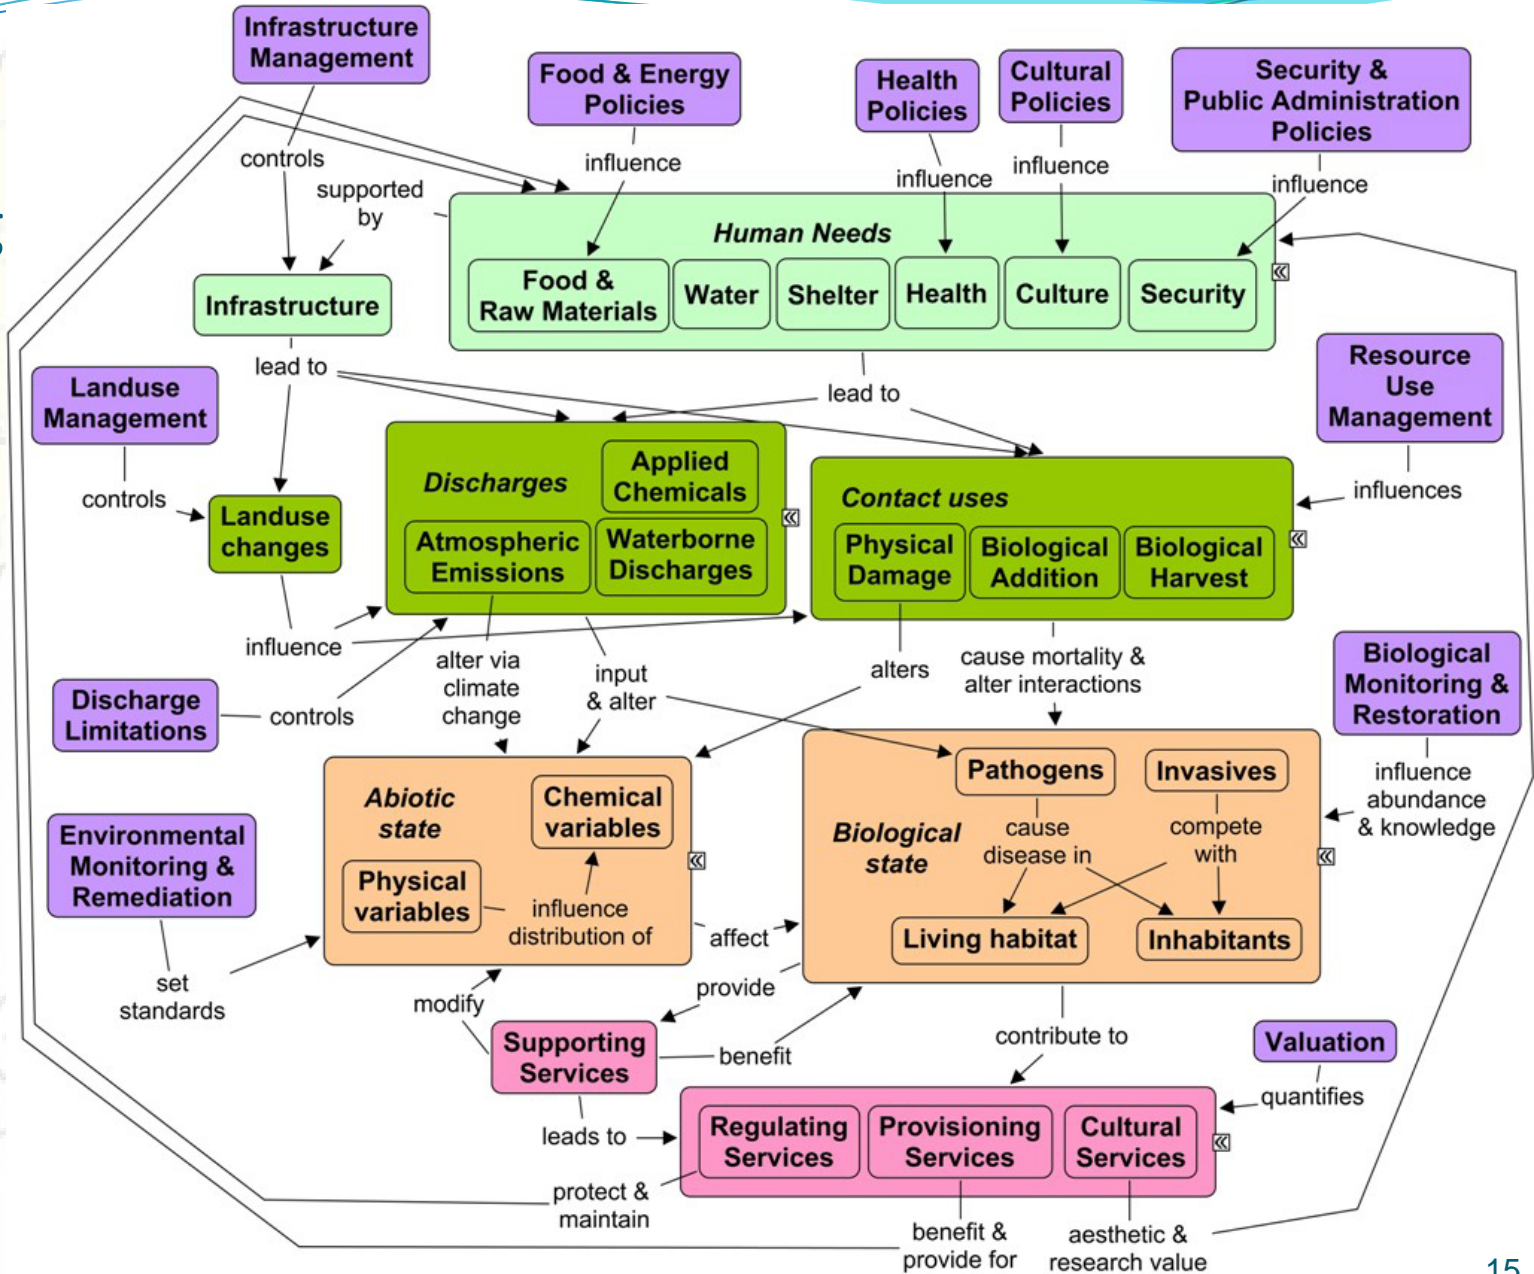 Infrastructure
Management
Food & Energy
Policies
Health
Policies
Cultural
Policies
Security &
Public Administration
Policies
controls
supported
by
influence
influence
influence
influence
Human Needs
Food &
Raw Materials
Water
Shelter
Health
Culture
Security
Infrastructure
lead to
lead to
Landuse
Management
Resource
Use
Management
controls
influences
Landuse
changes
Discharges
Applied
Chemicals
Atmospheric
Emissions
Waterborne
Discharges
Contact uses
Physical
Damage
Biological
Addition
Biological
Harvest
influence
Discharge
Limitations
controls
alter via
climate
change
input
& alter
alters
cause mortality &
alter interactions
Biological
Monitoring &
Restoration
influence
abundance
& knowledge
Environmental
Monitoring &
Remediation
set
standards
Abiotic
state
Chemical
variables
Physical
variables
influence
distribution of
affect
Biological
state
Pathogens
Invasives
cause
disease in
compete
with
Living habitat
Inhabitants
provide
modify
Supporting
Services
benefit
contribute to
Valuation
quantifies
leads to
Regulating
Services
Provisioning
Services
Cultural
Services
protect &
maintain
benefit &
provide for
aesthetic &
research value
15